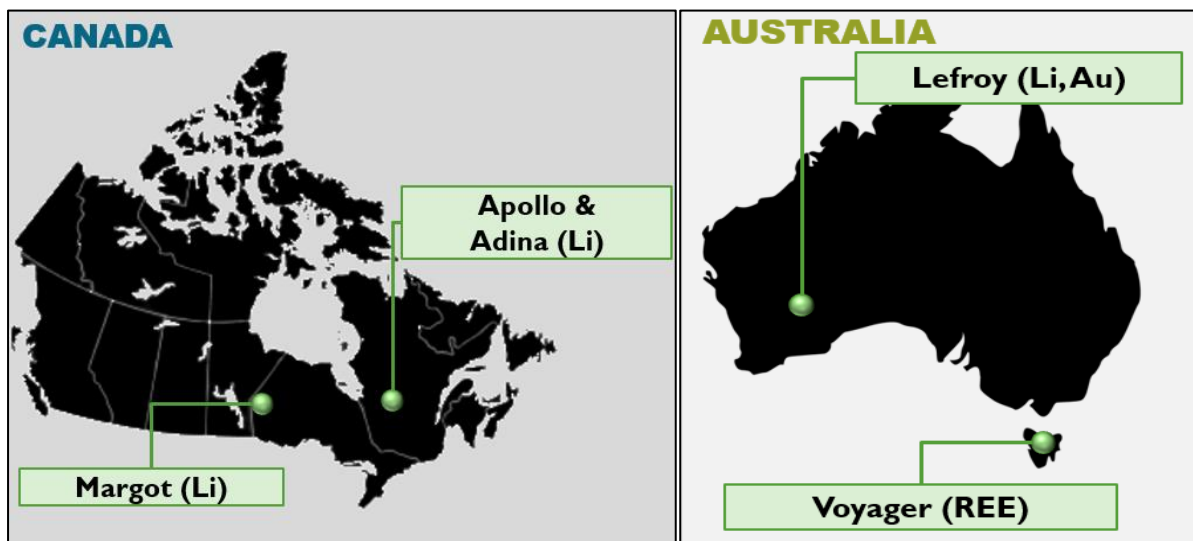 CANADA
Apollo &
Adina (Li)
Margot (Li)
AUSTRALIA
Lefroy (Li, Au)
Voyager (REE)